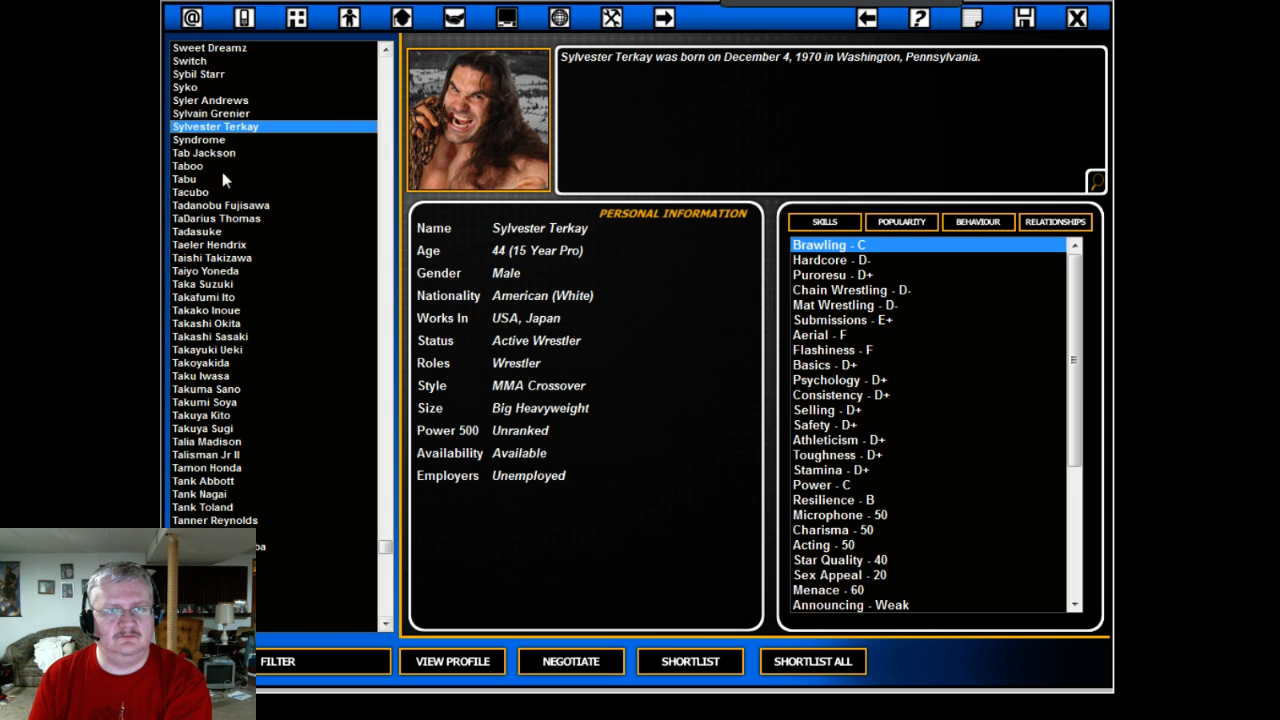 Sweet Dreamz
Switch
Sybil Starr
Syko
Syler Andrews
Sylvain Grenier
Sylvester Terkay
Syndrome
Tab Jackson
Taboo
Tabu
Tacubo
Tadanobu Fujisawa
TaDarius Thomas
Tadasuke
Taeler Hendrix
Taishi Takizawa
Taiyo Yoneda
Taka Suzuki
Takafumi Ito
Takako Inoue
Takashi Okita
Takashi Sasaki
Takayuki Ueki
Takoyakida
Taku Iwasa
Takuma Sano
Takumi Soya
Takuya Kito
Takuya Sugi
Talia Madison
Talisman Jr II
Tamon Honda
Tank Abbott
Tank Nagai
Tank Toland
Tanner Reynolds
Sylvester Terkay was born on December 4, 1970 in Washington, Pennsylvania.
PERSONAL INFORMATION
Name Sylvester Terkay
Age 44 (15 Year Pro)
Gender Male
Nationality American (White)
Works In USA, Japan
Status Active Wrestler
Roles Wrestler
Style MMA Crossover
Size Big Heavyweight
Power 500 Unranked
Availability Available
Employers Unemployed
SKILLS POPULARITY BEHAVIOUR RELATIONSHIPS
Brawling - C
Hardcore - D-
Puroresu - D+
Chain Wrestling - D-
Mat Wrestling - D-
Submissions - E+
Aerial - F
Flashiness - F
Basics - D+
Psychology - D+
Consistency - D+
Selling - D+
Safety - D+
Athleticism - D+
Toughness - D+
Stamina - D+
Power - C
Resilience - B
Microphone - 50
Charisma - 50
Acting - 50
Star Quality - 40
Sex Appeal - 20
Menace - 60
Announcing - Weak
FILTER VIEW PROFILE NEGOTIATE SHORTLIST SHORTLIST ALL